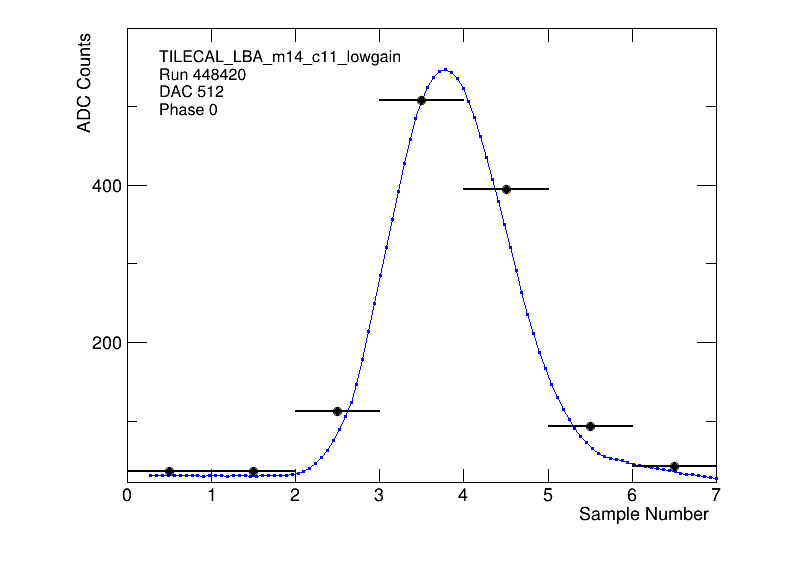 ADC Counts
TILECAL_LBA_m14_c11_lowgain
Run 448420
DAC 512
Phase 0
400
200
0 1 2 3 4 5 6 7
Sample Number